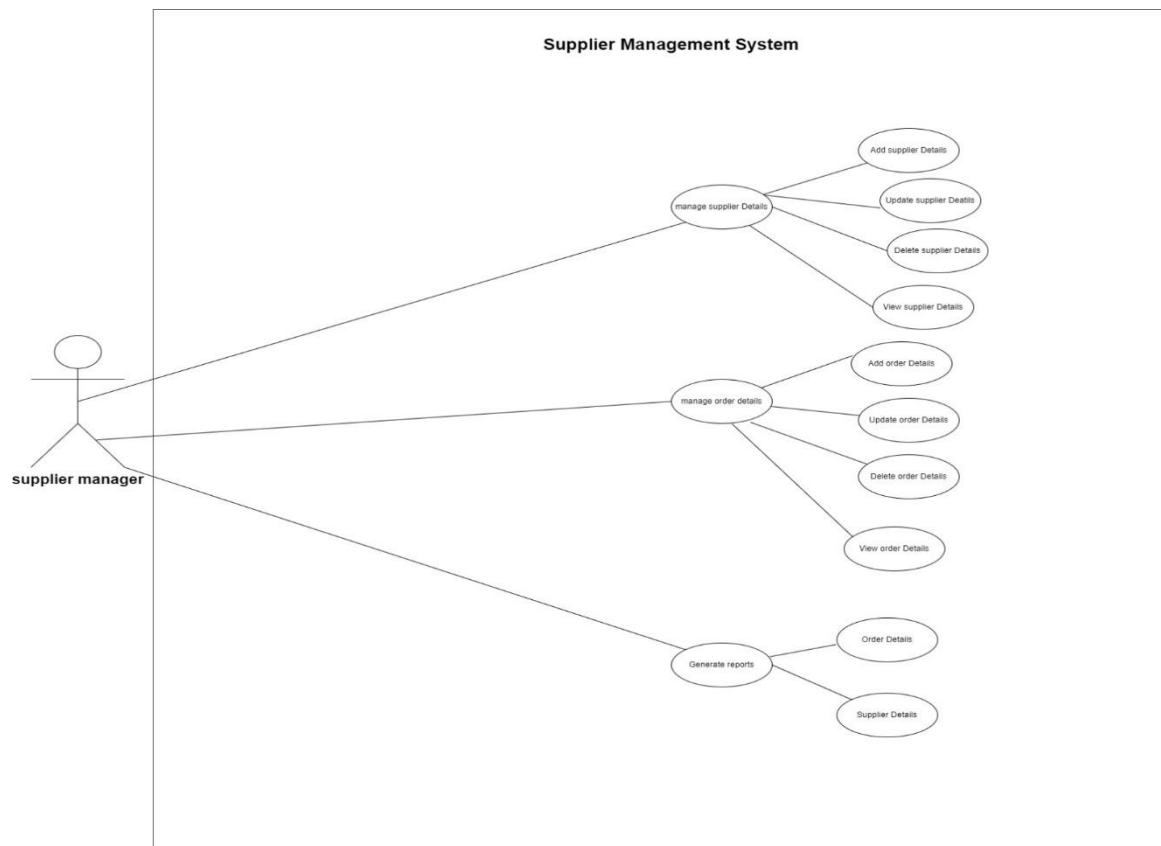 Supplier Management System
Add supplier Details
manage supplier Details
Update supplier Deatils
Delete supplier Details
View supplier Details
Add order Details
manage order details
Update order Details
Delete order Details
supplier manager
View order Details
Order Details
Generate reports
Supplier Details